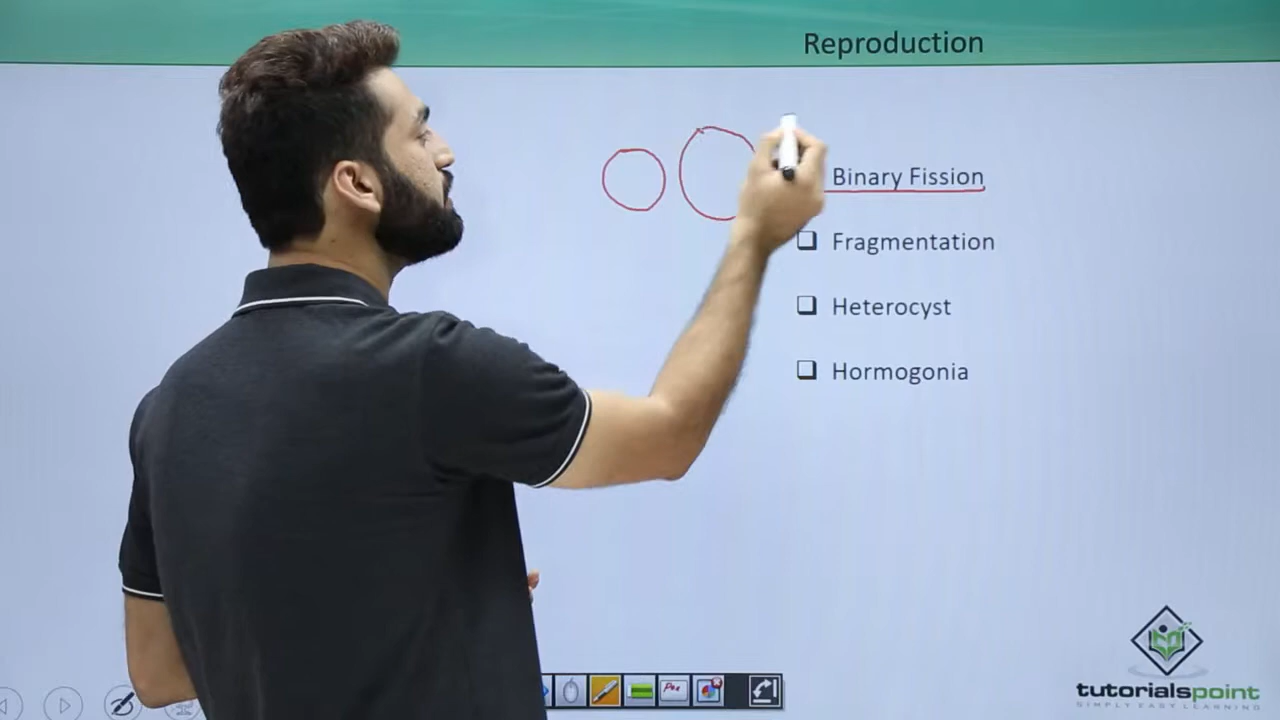 Reproduction
Binary Fission
Fragmentation
Heterocyst
Hormogonia
tutorialspoint
SIMPLY EASY LEARNING